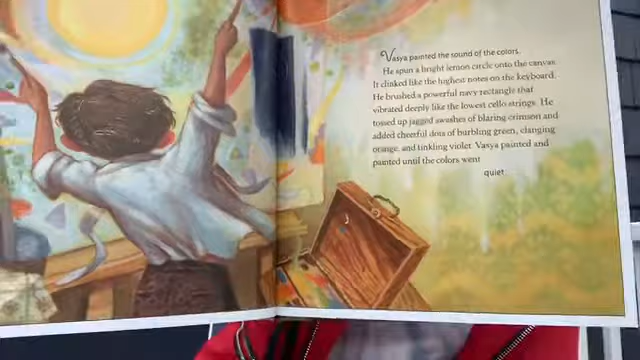 Vasya painted the sound of the colors.
He spun a bright lemon circle onto the canvas.
It clinked like the highest notes on the keyboard.
He brushed a powerful navy rectangle that
vibrated deeply like the lowest cello strings. He
tossed up jagged swashes of blaring crimson and
added cheerful dots of burbling green, clanging
orange, and tinkling violet. Vasya painted and
painted until the colors went
quiet.